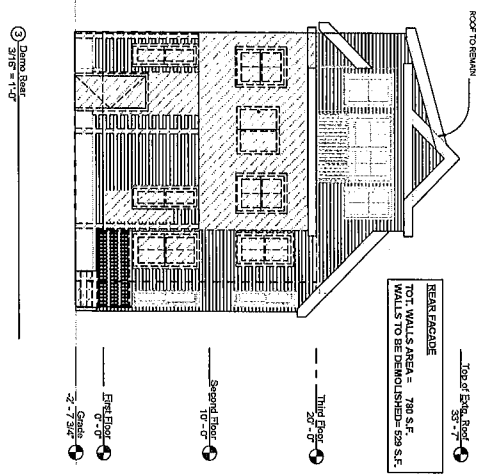 ROOF TO REMAIN
Top of Extg. Roof
33' - 7"
REAR FACADE
TOT. WALLS AREA = 780 S.F.
WALLS TO BE DEMOLISHED= 529 S.F.
Third Floor
20' - 0"
Second Floor
10' - 0"
First Floor
0' - 0"
Grade
-2' - 7 3/4"
3 Demo Rear
3/16" = 1'-0"